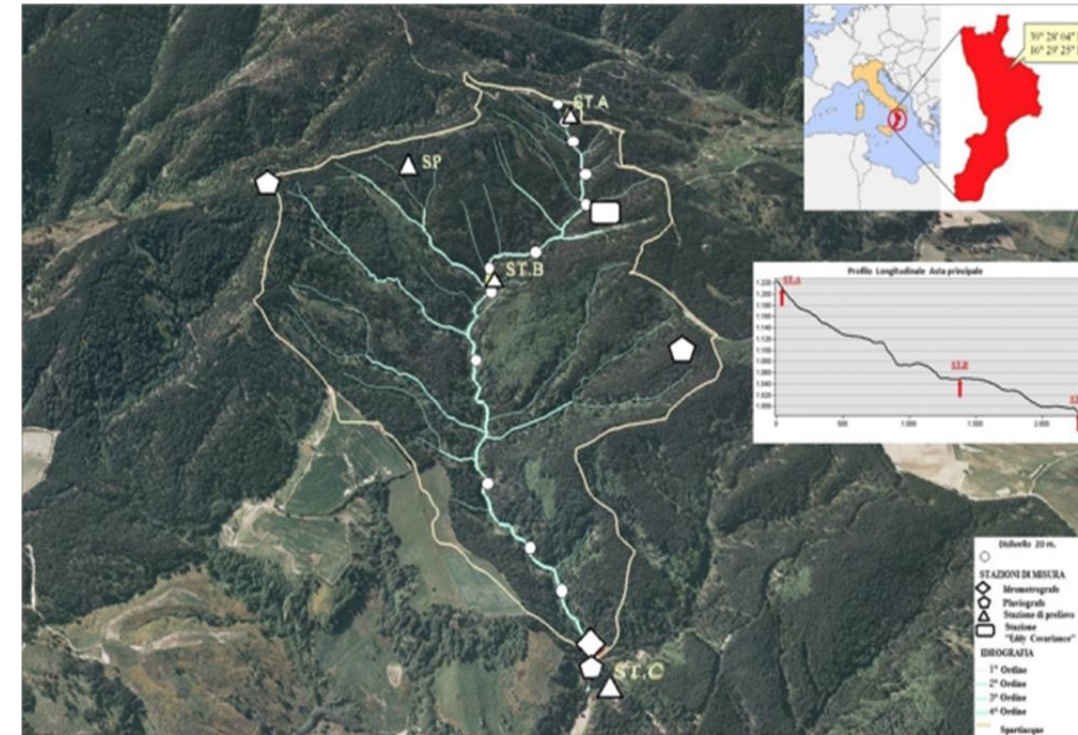 ST.A
SP
ST.B
ST.C
16° 29' 25"
Profilo Longitudinale Asta principale
1.220
1.200
1.180
1.160
1.140
1.120
1.100
1.080
1.060
1.040
1.020
1.000
ST.A
ST.B
0
500
1.000
1.500
2.000
Dislivello 20 m.
STAZIONI DI MISURA
Idrometrografo
Pluviografo
Stazione di prelievo
Stazione
"Eddy Covariance"
IDROGRAFIA
1° Ordine
2° Ordine
3° Ordine
4° Ordine
Spartiacque